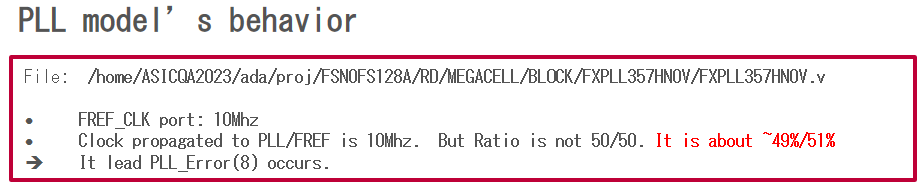 PLL model’s behavior
File: /home/ASICQA2023/ada/proj/FSN0FS128A/RD/MEGACELL/BLOCK/FXPLL357HN0V/FXPLL357HN0V.v
● FREF_CLK port: 10Mhz
● Clock propagated to PLL/FREF is 10Mhz. But Ratio is not 50/50. It is about ~49%/51%
➔ It lead PLL_Error(8) occurs.